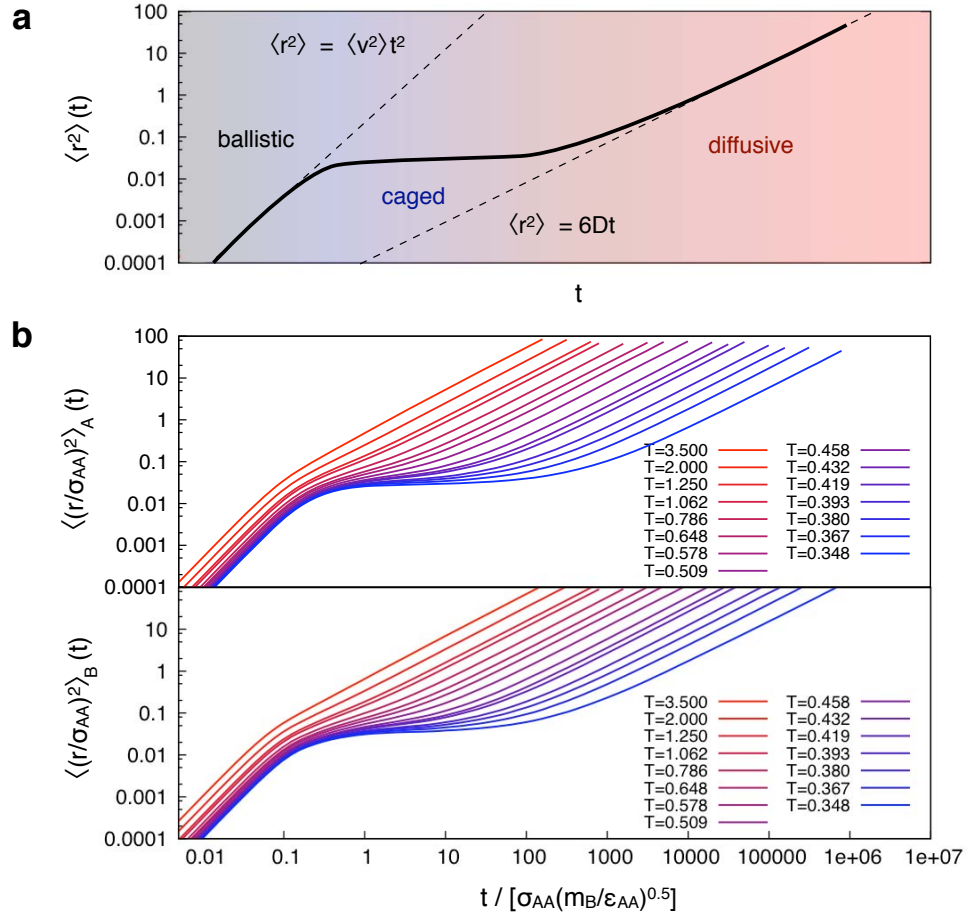 a
⟨r²⟩(t)
100
10
1
0.1
0.01
0.001
0.0001
⟨r²⟩ = ⟨v²⟩t²
ballistic
caged
diffusive
⟨r²⟩ = 6Dt
t
b
⟨(r/σAA)²⟩A (t)
100
10
1
0.1
0.01
0.001
0.0001
T=3.500 T=0.458
T=2.000 T=0.432
T=1.250 T=0.419
T=1.062 T=0.393
T=0.786 T=0.380
T=0.648 T=0.367
T=0.578 T=0.348
T=0.509
⟨(r/σAA)²⟩B (t)
0.0001
10
1
0.1
0.01
0.001
0.0001
T=3.500 T=0.458
T=2.000 T=0.432
T=1.250 T=0.419
T=1.062 T=0.393
T=0.786 T=0.380
T=0.648 T=0.367
T=0.578 T=0.348
T=0.509
0.01 0.1 1 10 100 1000 10000 100000 1e+06 1e+07
t / [σAA(mB/εAA)^0.5]